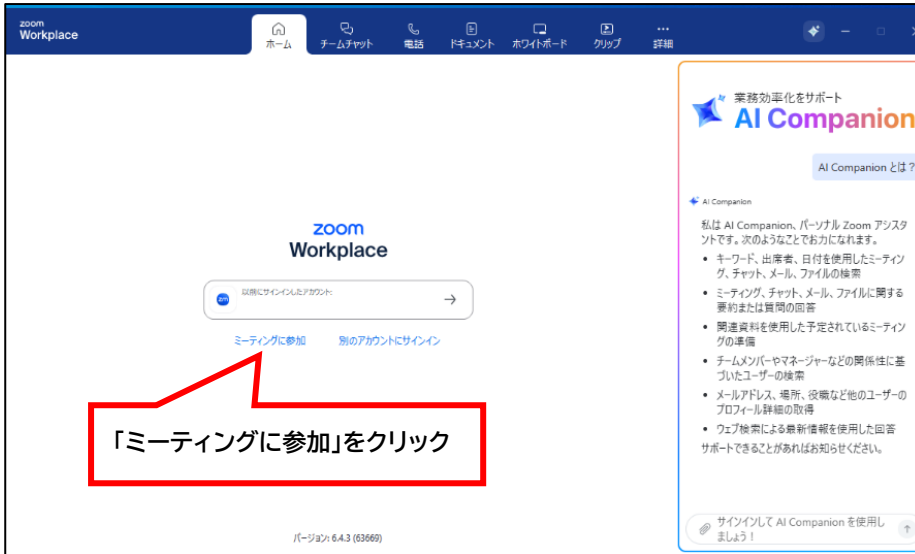 zoom
Workplace
ホーム
チームチャット
電話
ドキュメント
ホワイトボード
クリップ
詳細
zoom
Workplace
zm
以前にサインインしたアカウント:
ミーティングに参加
別のアカウントにサインイン
「ミーティングに参加」をクリック
バージョン: 6.4.3 (63669)
業務効率化をサポート
AI Companion
AI Companion とは?
AI Companion
私は AI Companion、パーソナル Zoom アシスタ
ントです。次のようなことでお力になれます。
• キーワード、出席者、日付を使用したミーティン
グ、チャット、メール、ファイルの検索
• ミーティング、チャット、メール、ファイルに関する
要約または質問の回答
• 関連資料を使用した予定されているミーティン
グの準備
• チームメンバーやマネージャーなどの関係性に基
づいたユーザーの検索
• メールアドレス、場所、役職など他のユーザーの
プロフィール詳細の取得
• ウェブ検索による最新情報を使用した回答
サポートできることがあればお知らせください。
サインインして AI Companion を使用し
ましょう!